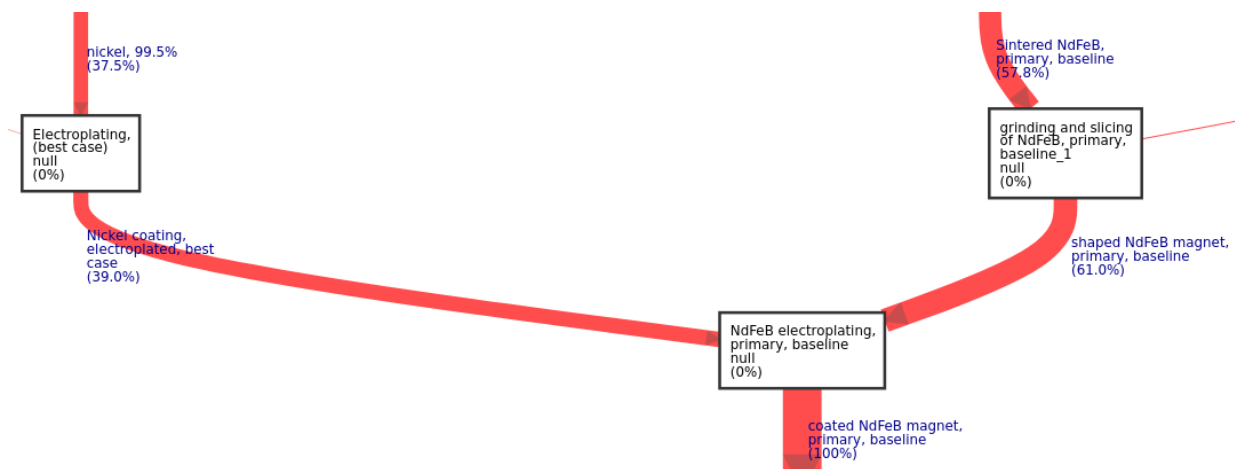 nickel, 99.5%
(37.5%)
Sintered NdFeB,
primary, baseline
(57.8%)
Electroplating,
(best case)
null
(0%)
grinding and slicing
of NdFeB, primary,
baseline_1
null
(0%)
Nickel coating,
electroplated, best
case
(39.0%)
shaped NdFeB magnet,
primary, baseline
(61.0%)
NdFeB electroplating,
primary, baseline
null
(0%)
coated NdFeB magnet,
primary, baseline
(100%)